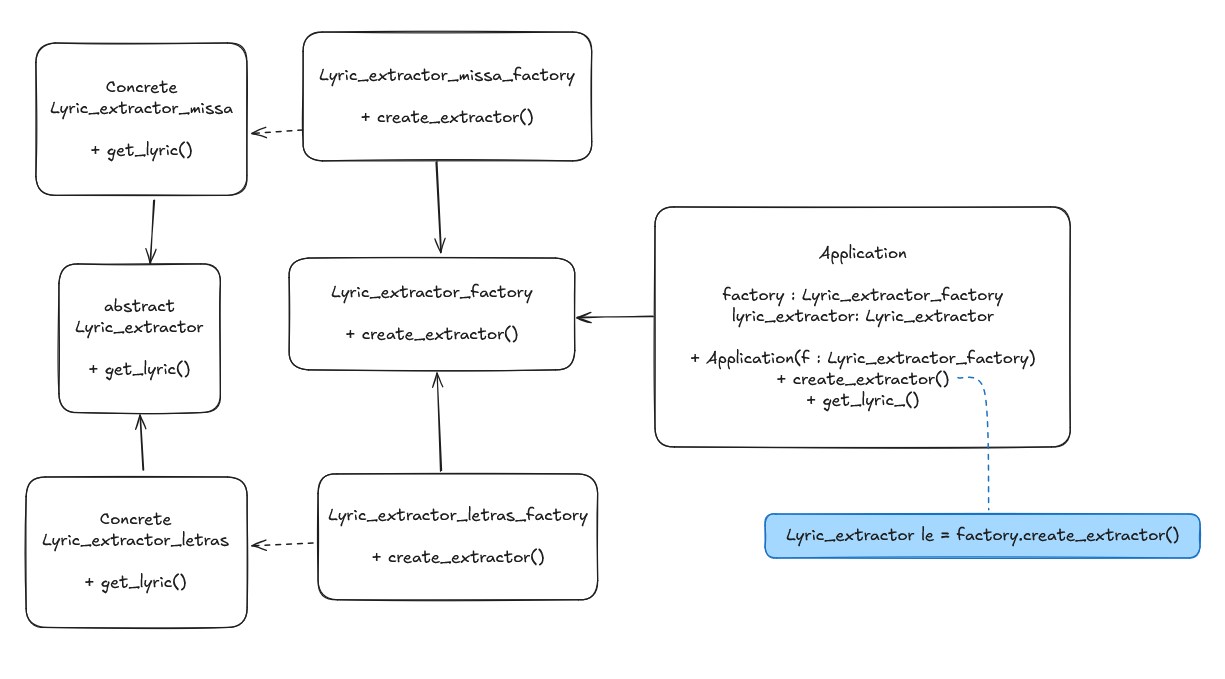 Concrete
Lyric_extractor_missa
+ get_lyric()
Lyric_extractor_missa_factory
+ create_extractor()
abstract
Lyric_extractor
+ get_lyric()
Lyric_extractor_factory
+ create_extractor()
Application
factory : Lyric_extractor_factory
lyric_extractor: Lyric_extractor
+ Application(f : Lyric_extractor_factory)
+ create_extractor()
+ get_lyric_()
Concrete
Lyric_extractor_letras
+ get_lyric()
Lyric_extractor_letras_factory
+ create_extractor()
Lyric_extractor le = factory.create_extractor()